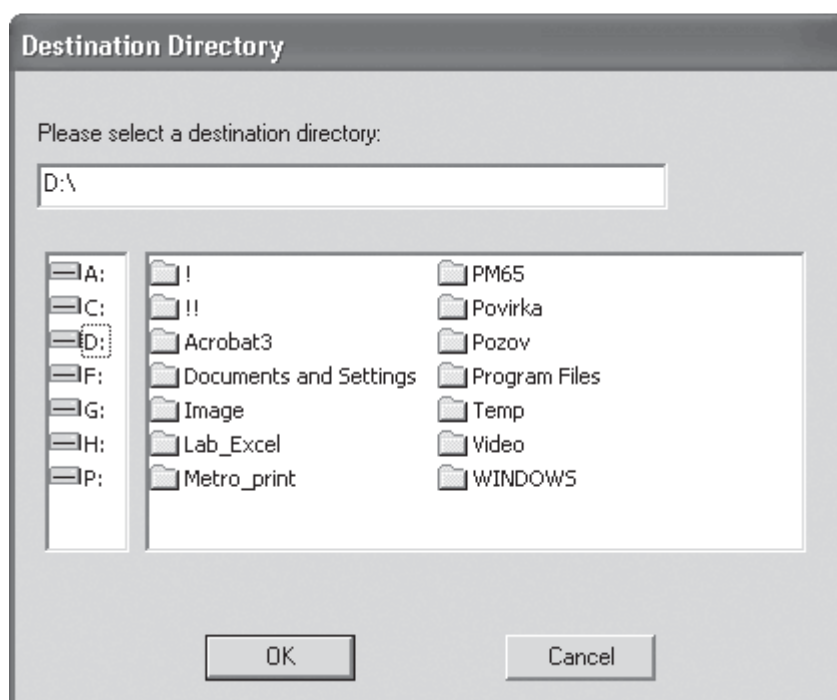 Destination Directory
Please select a destination directory:
D:\
A:
C:
D:
F:
G:
H:
P:
!
!!
Acrobat3
Documents and Settings
Image
Lab_Excel
Metro_print
PM65
Povirka
Pozov
Program Files
Temp
Video
WINDOWS
OK
Cancel